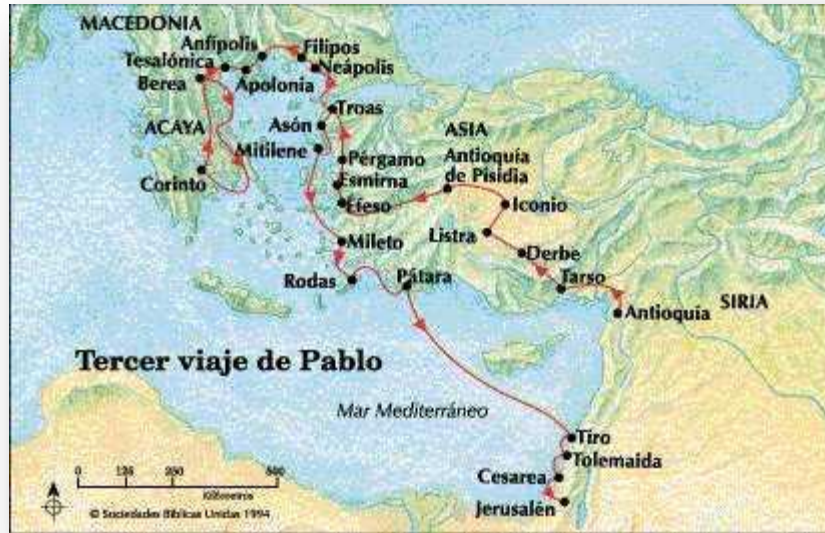 MACEDONIA
Anfípolis
Filipos
Tesalónica
Neápolis
Berea
Apolonia
Troas
ACAYA
Asón
ASIA
Mitilene
Pérgamo
Antioquía
de Pisidia
Corinto
Esmirna
Efeso
Iconio
Listra
Mileto
Derbe
Rodas
Pátara
Tarso
SIRIA
Antioquía
Tercer viaje de Pablo
Mar Mediterráneo
Tiro
Tolemaida
Cesarea
Jerusalén
0 125 250 500
Kilómetros
© Sociedades Bíblicas Unidas 1994